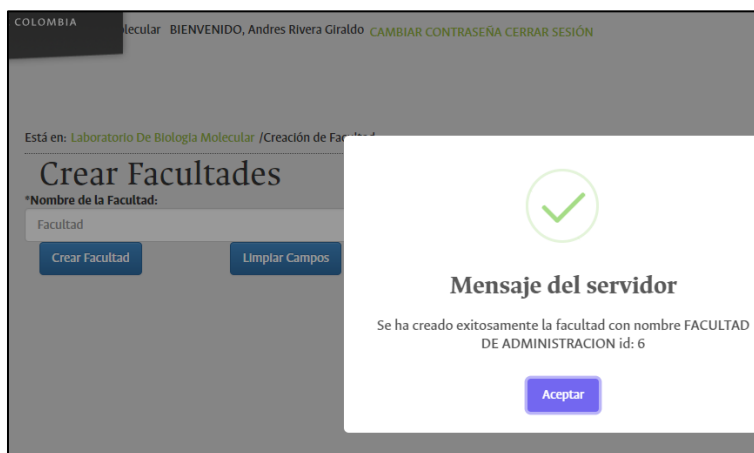 COLOMBIA
lecular BIENVENIDO, Andres Rivera Giraldo CAMBIAR CONTRASEÑA CERRAR SESIÓN
Está en: Laboratorio De Biologia Molecular /Creación de
Crear Facultades
*Nombre de la Facultad:
Facultad
Crear Facultad Limpiar Campos
Mensaje del servidor
Se ha creado exitosamente la facultad con nombre FACULTAD
DE ADMINISTRACION id: 6
Aceptar